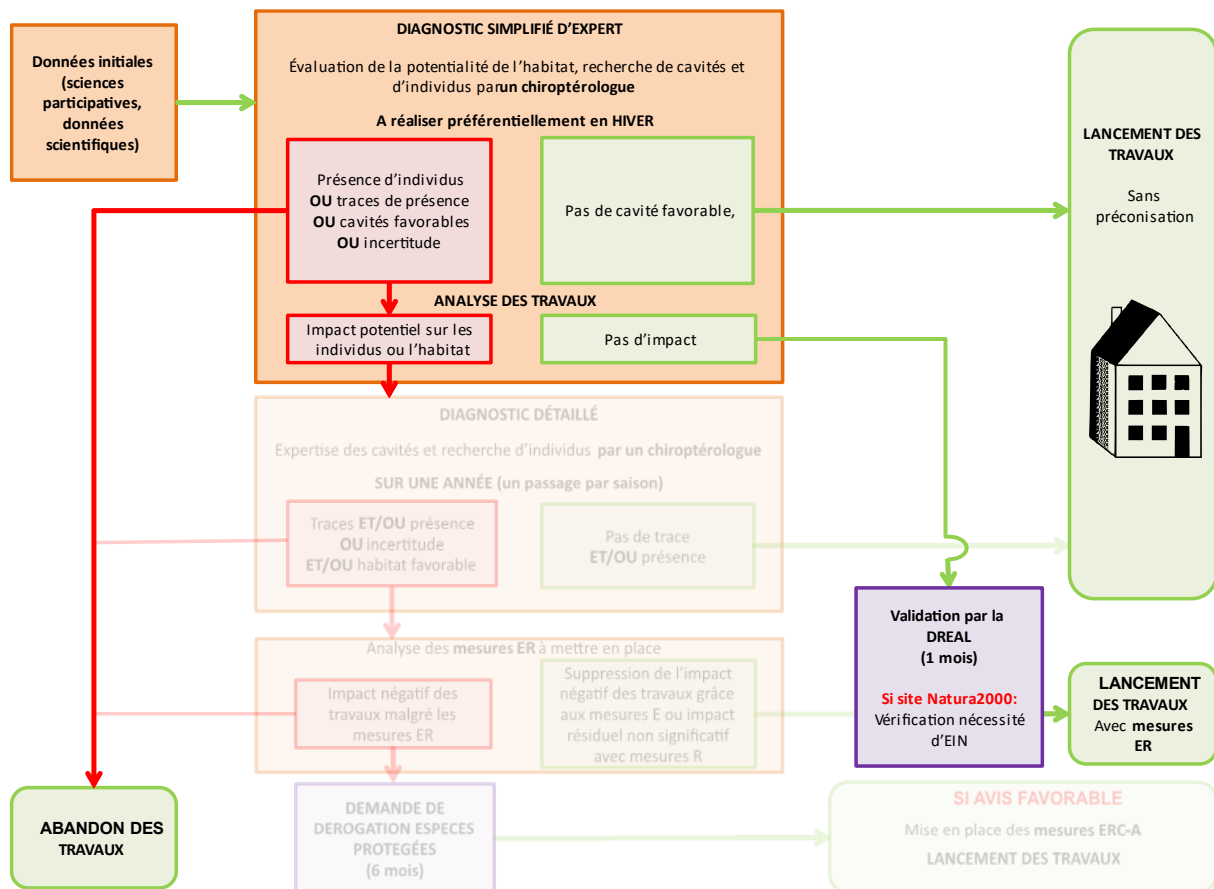 Données initiales
(sciences
participatives,
données
scientifiques)
DIAGNOSTIC SIMPLIFIÉ D'EXPERT
Évaluation de la potentialité de l'habitat, recherche de cavités et
d'individus parun chiroptérologue
A réaliser préférentiellement en HIVER
Présence d'individus
OU traces de présence
OU cavités favorables
OU incertitude
Pas de cavité favorable,
ANALYSE DES TRAVAUX
Impact potentiel sur les
individus ou l'habitat
Pas d'impact
LANCEMENT DES
TRAVAUX
Sans
préconisation
DIAGNOSTIC DÉTAILLÉ
Expertise des cavités et recherche d'individus par un chiroptérologue
SUR UNE ANNÉE (un passage par saison)
Traces ET/OU présence
OU incertitude
ET/OU habitat favorable
Pas de trace
ET/OU présence
Analyse des mesures ER à mettre en place
Impact négatif des
travaux malgré les
mesures ER
Suppression de l'impact
négatif des travaux grâce
aux mesures E ou impact
résiduel non significatif
avec mesures R
Validation par la
DREAL
(1 mois)
Si site Natura2000:
Vérification nécessité
d'EIN
LANCEMENT
DES TRAVAUX
Avec mesures
ER
ABANDON DES
TRAVAUX
DEMANDE DE
DEROGATION ESPECES
PROTEGÉES
(6 mois)
SI AVIS FAVORABLE
Mise en place des mesures ERC-A
LANCEMENT DES TRAVAUX